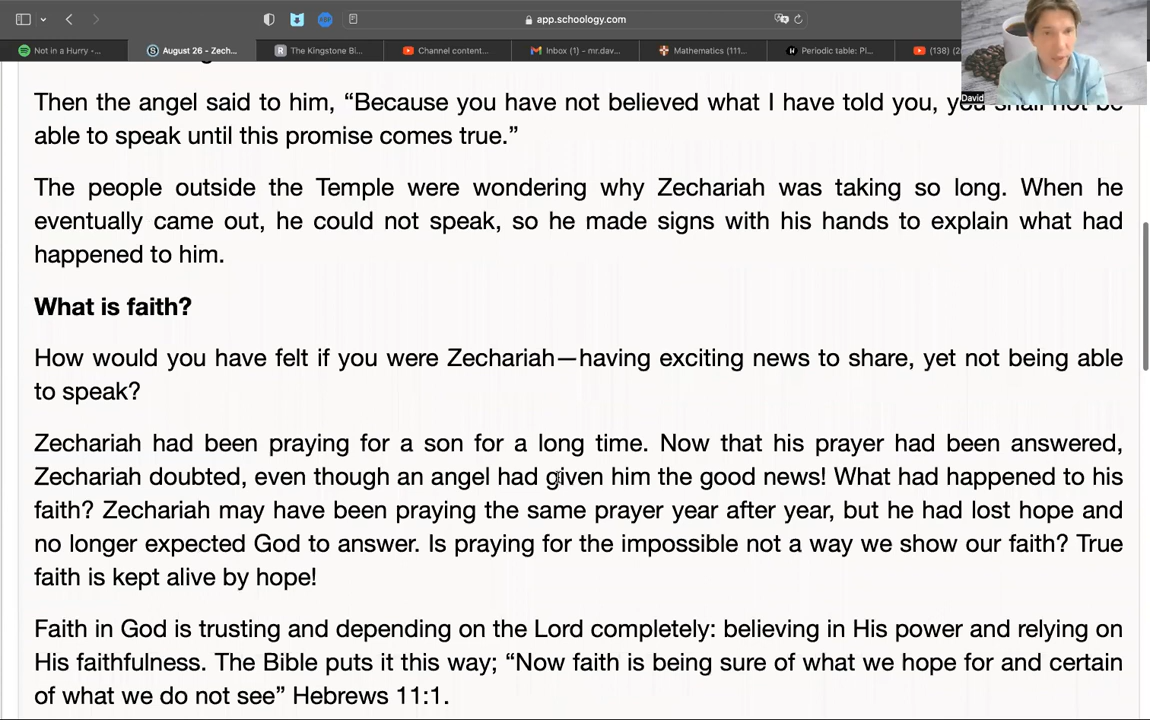 app.schoology.com
Not in a Hurry -...
August 26 - Zech...
The Kingstone Bi...
Channel content...
Inbox (1) - mr.dav...
Mathematics (111...
Periodic table: Pl...
(138) (2
David
Then the angel said to him, “Because you have not believed what I have told you, you shall not be
able to speak until this promise comes true.”
The people outside the Temple were wondering why Zechariah was taking so long. When he
eventually came out, he could not speak, so he made signs with his hands to explain what had
happened to him.
What is faith?
How would you have felt if you were Zechariah—having exciting news to share, yet not being able
to speak?
Zechariah had been praying for a son for a long time. Now that his prayer had been answered,
Zechariah doubted, even though an angel had given him the good news! What had happened to his
faith? Zechariah may have been praying the same prayer year after year, but he had lost hope and
no longer expected God to answer. Is praying for the impossible not a way we show our faith? True
faith is kept alive by hope!
Faith in God is trusting and depending on the Lord completely: believing in His power and relying on
His faithfulness. The Bible puts it this way; “Now faith is being sure of what we hope for and certain
of what we do not see” Hebrews 11:1.